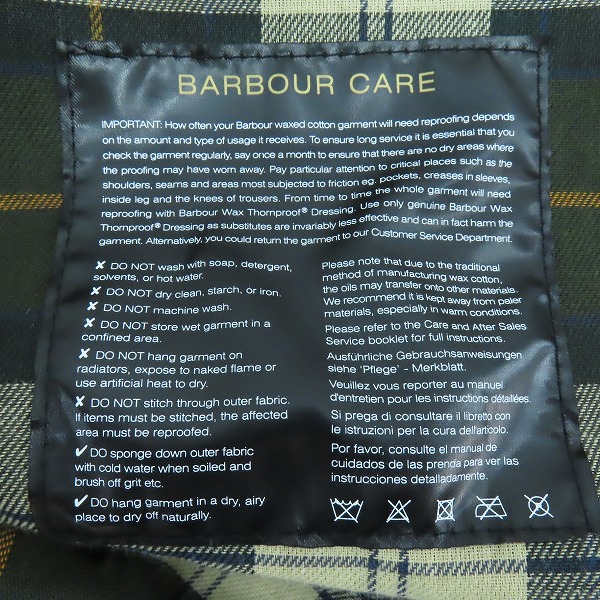 BARBOUR CARE
IMPORTANT: How often your Barbour waxed cotton garment will need reproofing depends
on the amount and type of usage it receives. To ensure long service it is essential that you
check the garment regularly, say once a month to ensure that there are no dry areas where
the proofing may have worn away. Pay particular attention to critical places such as the
shoulders, seams and areas most subjected to friction eg. pockets, creases in sleeves,
inside leg and the knees of trousers. From time to time the whole garment will need
reproofing with Barbour Wax Thornproof® Dressing. Use only genuine Barbour Wax
Thornproof® Dressing as substitutes are invariably less effective and can in fact harm the
garment. Alternatively, you could return the garment to our Customer Service Department.
✘ DO NOT wash with soap, detergent,
solvents, or hot water.
✘ DO NOT dry clean, starch, or iron.
✘ DO NOT machine wash.
✘ DO NOT store wet garment in a
confined area.
✘ DO NOT hang garment on
radiators, expose to naked flame or
use artificial heat to dry.
✘ DO NOT stitch through outer fabric.
If items must be stitched, the affected
area must be reproofed.
✔ DO sponge down outer fabric
with cold water when soiled and
brush off grit etc.
✔ DO hang garment in a dry, airy
place to dry off naturally.
Please note that due to the traditional
method of manufacturing wax cotton,
the oils may transfer onto other materials.
We recommend it is kept away from paler
materials, especially in warm conditions.
Please refer to the Care and After Sales
Service booklet for full instructions.
Ausführliche Gebrauchsanweisungen
siehe 'Pflege' - Merkblatt.
Veuillez vous reporter au manuel
d'entretien pour les instructions détaillées.
Si prega di consultare il libretto con
le istruzioni per la cura dell'articolo.
Por favor, consulte el manual de
cuidados de las prenda para ver las
instrucciones detalladamente.